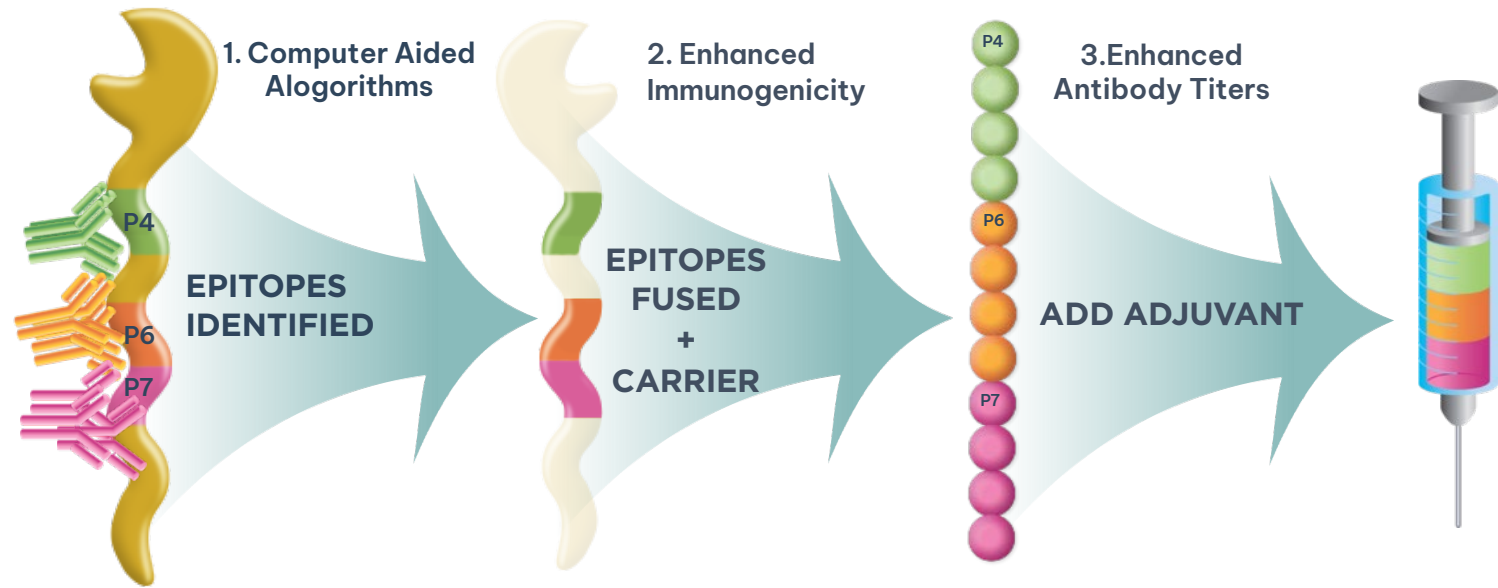 1. Computer Aided
Alogorithms
P4
P6
P7
EPITOPES
IDENTIFIED
2. Enhanced
Immunogenicity
EPITOPES
FUSED
+
CARRIER
P4
P6
P7
3.Enhanced
Antibody Titers
ADD ADJUVANT